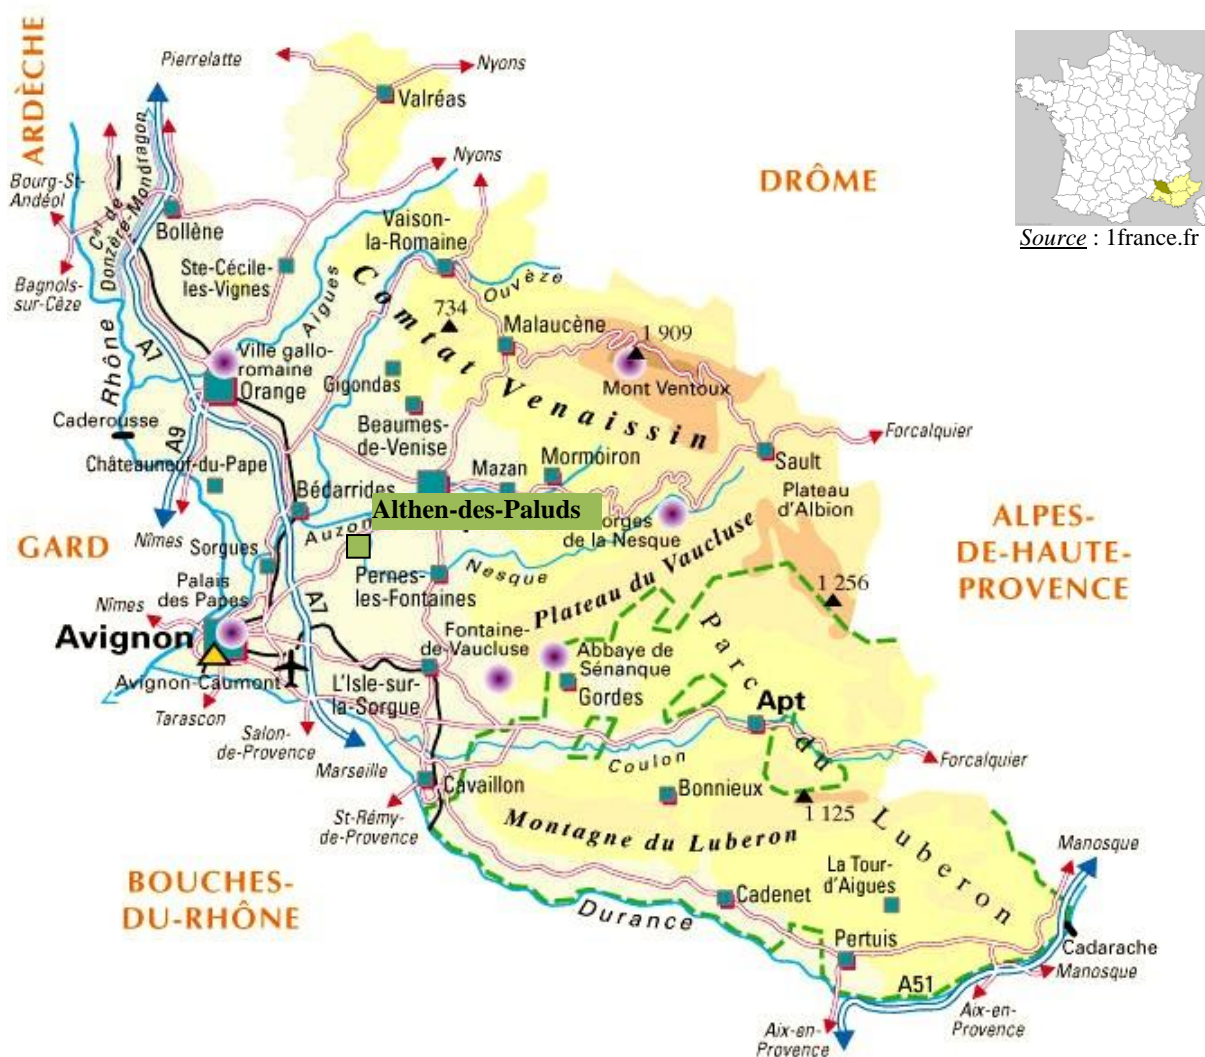 ARDÈCHE
Pierrelatte
Nyons
Valréas
Source : 1france.fr
DRÔME
Nyons
Bourg-St-
Andéol
Cal de
Donzère-Mondragon
Bollène
Vaison-
la-Romaine
Ste-Cécile-
les-Vignes
Aigues
Ouvèze
Bagnols-
sur-Cèze
Comtat Venaissin
734
Malaucène
1 909
Mont Ventoux
Rhône
A7
Ville gallo-
romaine
Orange
Gigondas
Caderousse
A9
Beaumes-
de-Venise
Forcalquier
Châteauneuf-du-Pape
Mazan
Mormoiron
Sault
Plateau
d'Albion
Bédarrides
Althen-des-Paluds
Auzon
orges
de la Nesque
ALPES-
DE-HAUTE-
PROVENCE
GARD
Nîmes
Sorgues
Nesque
Plateau du Vaucluse
Palais
des Papes
Pernes-
les-Fontaines
1 256
Nîmes
A7
Avignon
Fontaine-
de-Vaucluse
Abbaye de
Sénanque
Parc du Luberon
Avignon-Caumont
L'Isle-sur-
la-Sorgue
Gordes
Apt
Tarascon
Salon-
de-Provence
Marseille
Coulon
Forcalquier
Cavaillon
Bonnieux
St-Rémy-
de-Provence
Montagne du Luberon
1 125
Manosque
BOUCHES-
DU-RHÔNE
La Tour-
d'Aigues
Cadenet
Durance
Pertuis
Cadarache
Manosque
A51
Aix-en-
Provence
Aix-en-
Provence